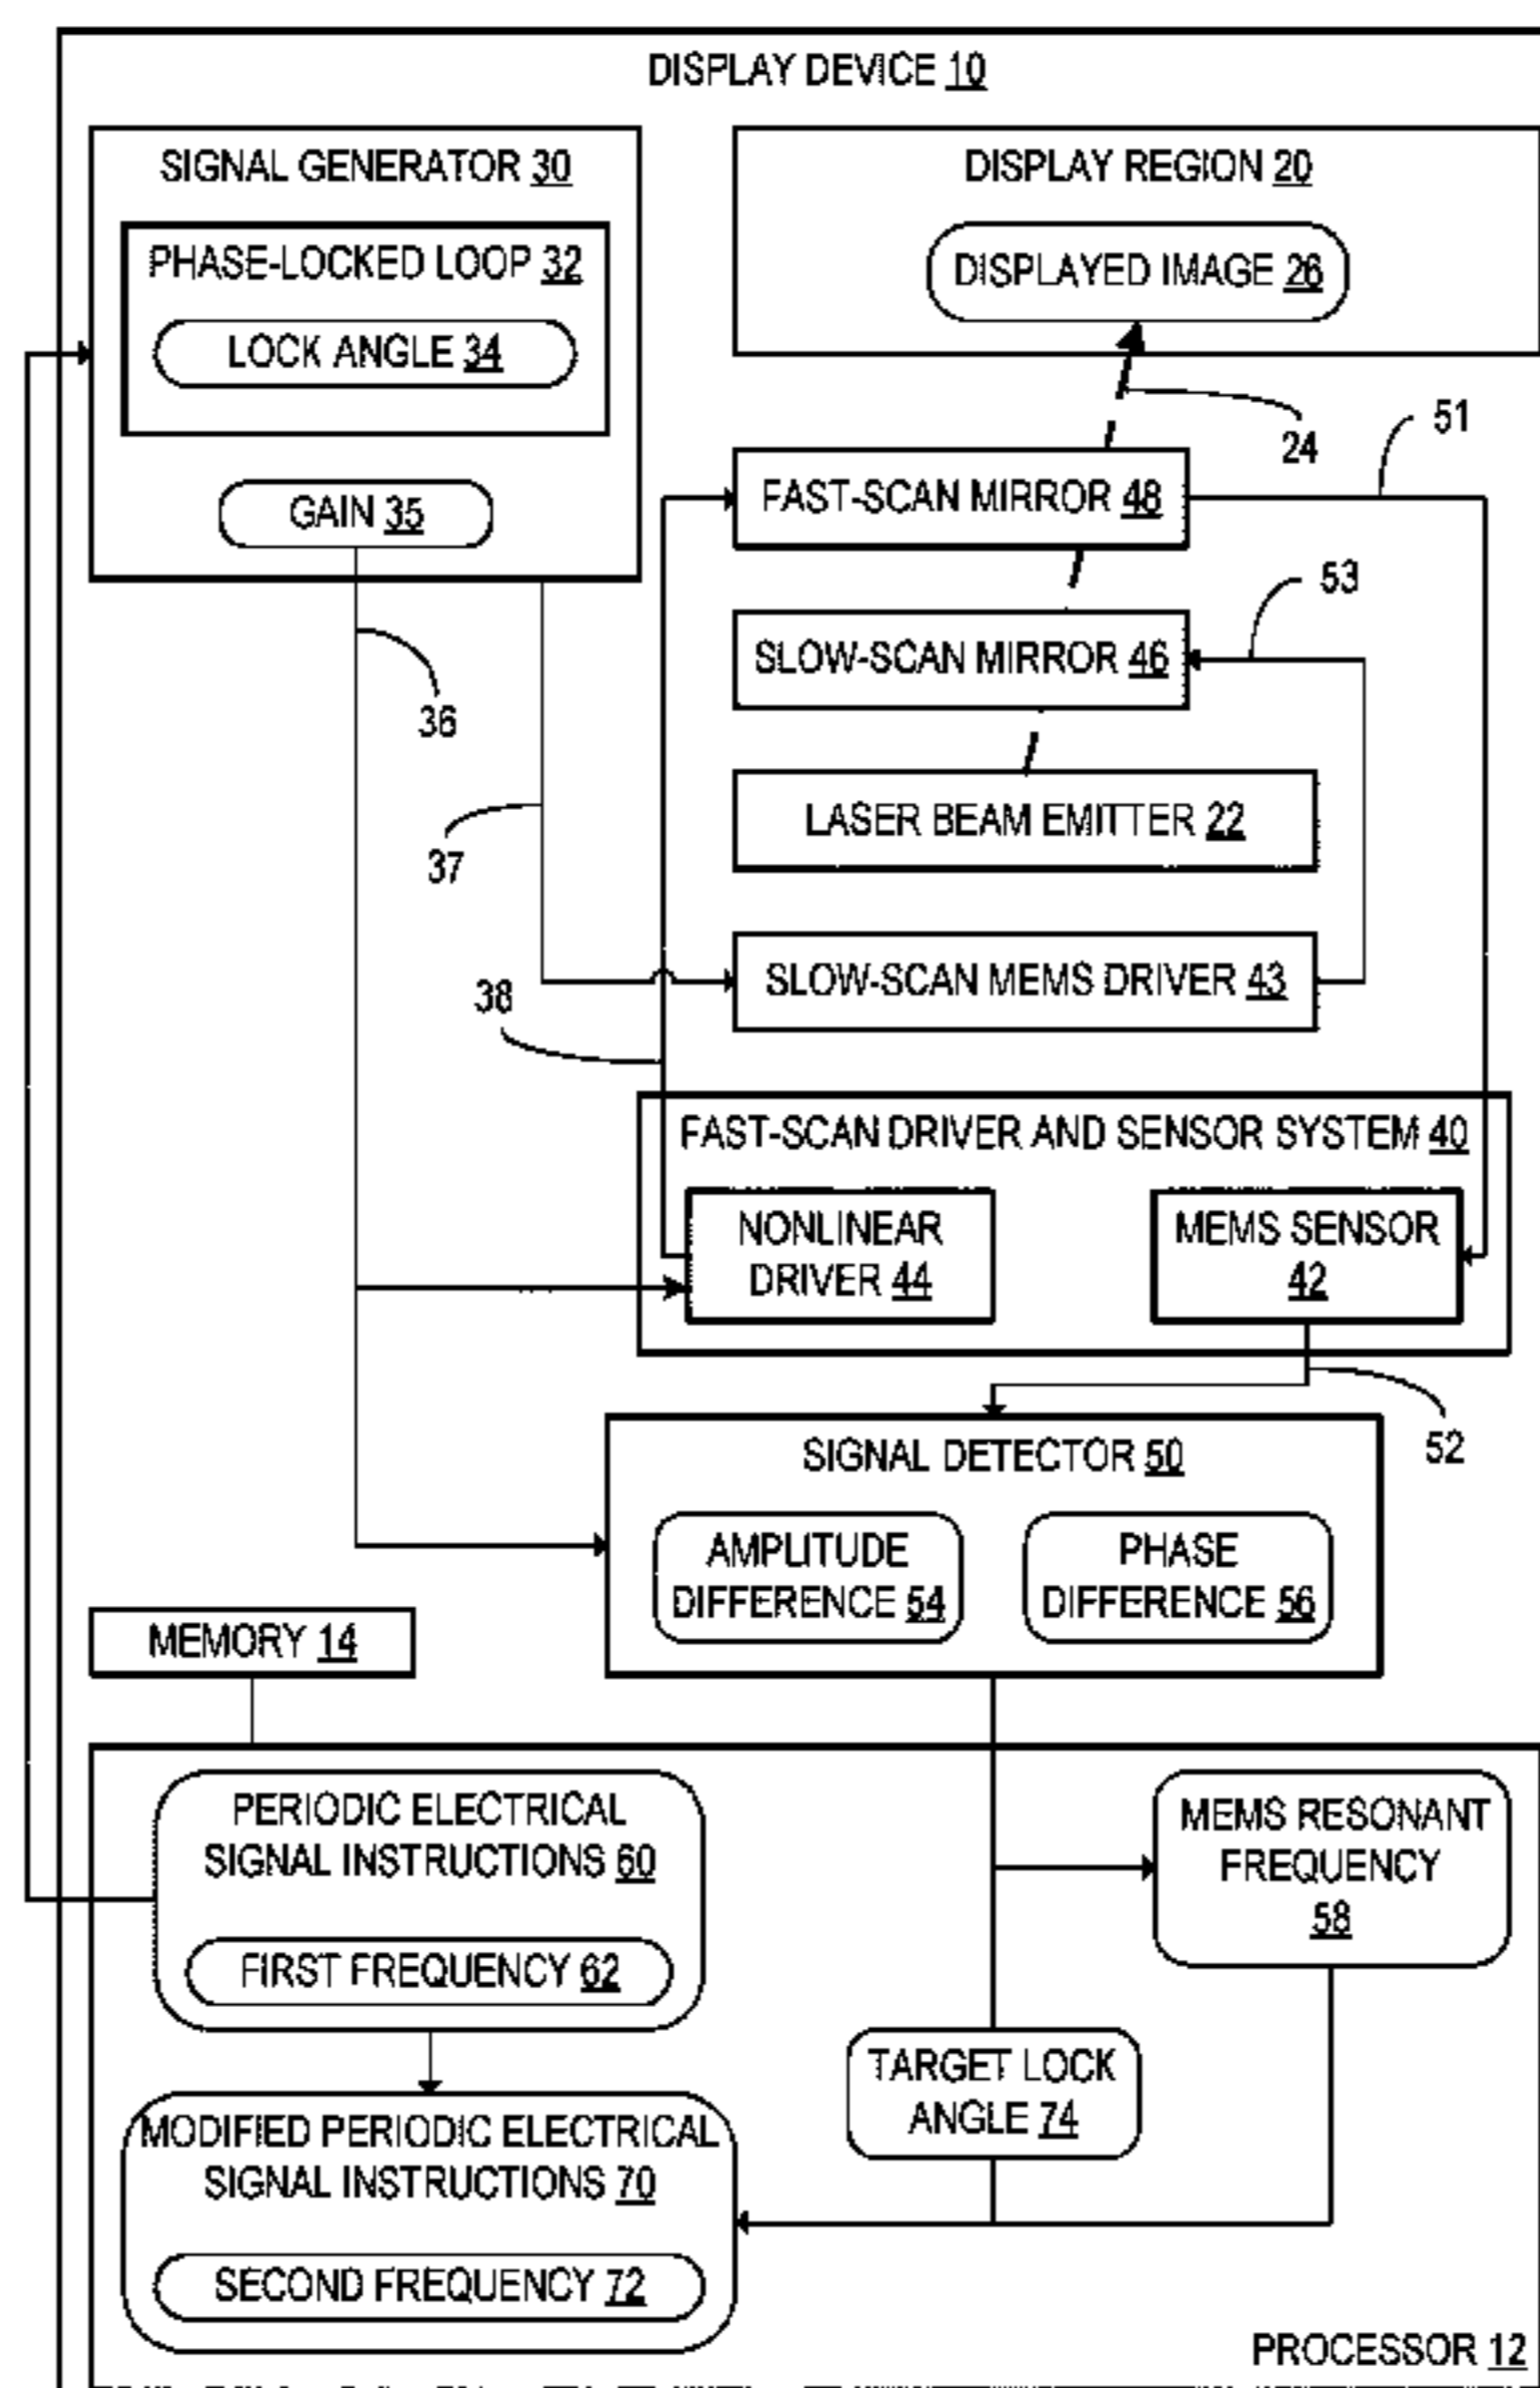 DISPLAY DEVICE 10
SIGNAL GENERATOR 30
PHASE-LOCKED LOOP 32
LOCK ANGLE 34
GAIN 35
DISPLAY REGION 20
DISPLAYED IMAGE 26
24
51
FAST-SCAN MIRROR 48
53
SLOW-SCAN MIRROR 46
36
LASER BEAM EMITTER 22
37
SLOW-SCAN MEMS DRIVER 43
38
FAST-SCAN DRIVER AND SENSOR SYSTEM 40
NONLINEAR
DRIVER 44
MEMS SENSOR
42
52
SIGNAL DETECTOR 50
AMPLITUDE
DIFFERENCE 54
PHASE
DIFFERENCE 56
MEMORY 14
PERIODIC ELECTRICAL
SIGNAL INSTRUCTIONS 60
FIRST FREQUENCY 62
MEMS RESONANT
FREQUENCY
58
TARGET LOCK
ANGLE 74
MODIFIED PERIODIC ELECTRICAL
SIGNAL INSTRUCTIONS 70
SECOND FREQUENCY 72
PROCESSOR 12